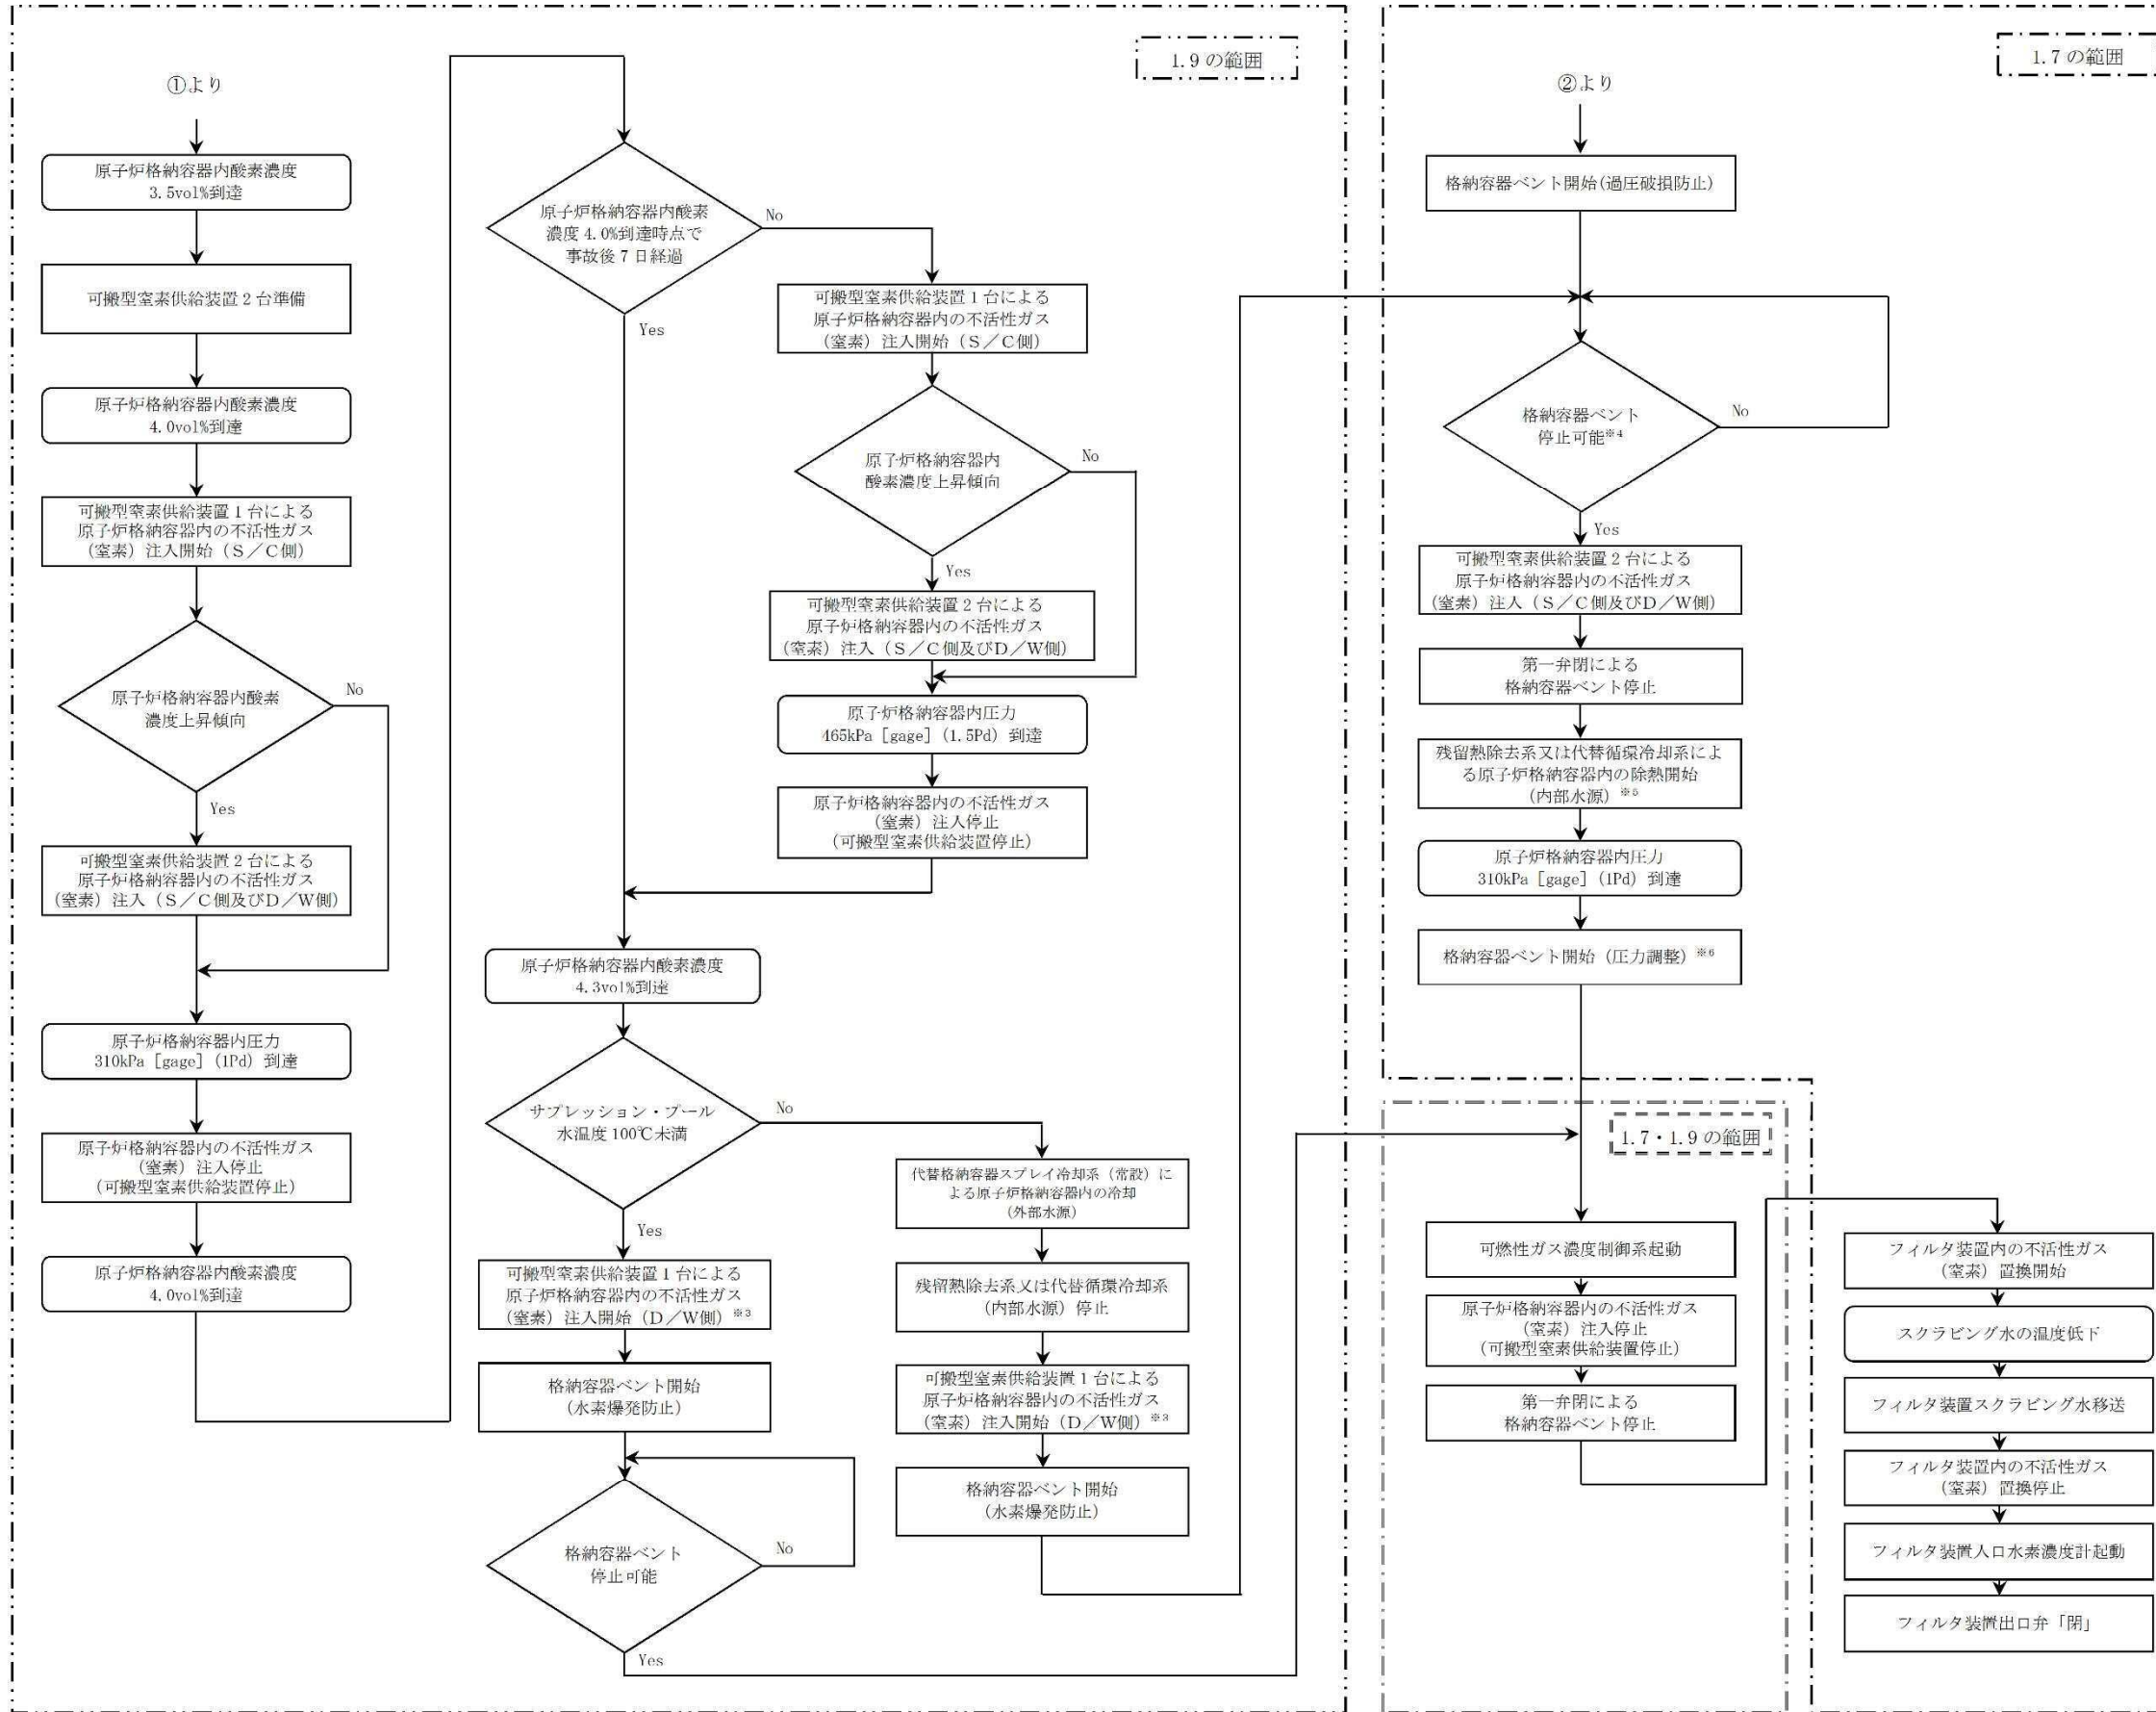 1.9 の範囲
①より
原子炉格納容器内酸素濃度
3.5vol%到達
可搬型窒素供給装置 2 台準備
原子炉格納容器内酸素濃度
4.0vol%到達
可搬型窒素供給装置 1 台による
原子炉格納容器内の不活性ガス
（窒素）注入開始（Ｓ／Ｃ側）
原子炉格納容器内酸素
濃度上昇傾向
No
Yes
可搬型窒素供給装置 2 台による
原子炉格納容器内の不活性ガス
（窒素）注入（Ｓ／Ｃ側及びＤ／Ｗ側）
原子炉格納容器内圧力
310kPa［gage］(1Pd) 到達
原子炉格納容器内の不活性ガス
（窒素）注入停止
（可搬型窒素供給装置停止）
原子炉格納容器内酸素濃度
4.0vol%到達
原子炉格納容器内酸素
濃度 4.0%到達時点で
事故後 7 日経過
No
Yes
可搬型窒素供給装置 1 台による
原子炉格納容器内の不活性ガス
（窒素）注入開始（Ｓ／Ｃ側）
原子炉格納容器内
酸素濃度上昇傾向
No
Yes
可搬型窒素供給装置 2 台による
原子炉格納容器内の不活性ガス
（窒素）注入（Ｓ／Ｃ側及びＤ／Ｗ側）
原子炉格納容器内圧力
465kPa［gage］(1.5Pd) 到達
原子炉格納容器内の不活性ガス
（窒素）注入停止
（可搬型窒素供給装置停止）
原子炉格納容器内酸素濃度
4.3vol%到達
サプレッション・プール
水温度 100℃未満
No
Yes
可搬型窒素供給装置 1 台による
原子炉格納容器内の不活性ガス
（窒素）注入開始（Ｄ／Ｗ側）※3
格納容器ベント開始
（水素爆発防止）
格納容器ベント
停止可能
No
Yes
代替格納容器スプレイ冷却系（常設）に
よる原子炉格納容器内の冷却
（外部水源）
残留熱除去系又は代替循環冷却系
（内部水源）停止
可搬型窒素供給装置 1 台による
原子炉格納容器内の不活性ガス
（窒素）注入開始（Ｄ／Ｗ側）※3
格納容器ベント開始
（水素爆発防止）
1.7 の範囲
②より
格納容器ベント開始(過圧破損防止)
格納容器ベント
停止可能※4
No
Yes
可搬型窒素供給装置 2 台による
原子炉格納容器内の不活性ガス
（窒素）注入（Ｓ／Ｃ側及びＤ／Ｗ側）
第一弁閉による
格納容器ベント停止
残留熱除去系又は代替循環冷却系によ
る原子炉格納容器内の除熱開始
（内部水源）※5
原子炉格納容器内圧力
310kPa［gage］(1Pd) 到達
格納容器ベント開始（圧力調整）※6
1.7・1.9 の範囲
可燃性ガス濃度制御系起動
原子炉格納容器内の不活性ガス
（窒素）注入停止
（可搬型窒素供給装置停止）
第一弁閉による
格納容器ベント停止
フィルタ装置内の不活性ガス
（窒素）置換開始
スクラビング水の温度低下
フィルタ装置スクラビング水移送
フィルタ装置内の不活性ガス
（窒素）置換停止
フィルタ装置入口水素濃度計起動
フィルタ装置出口弁「閉」